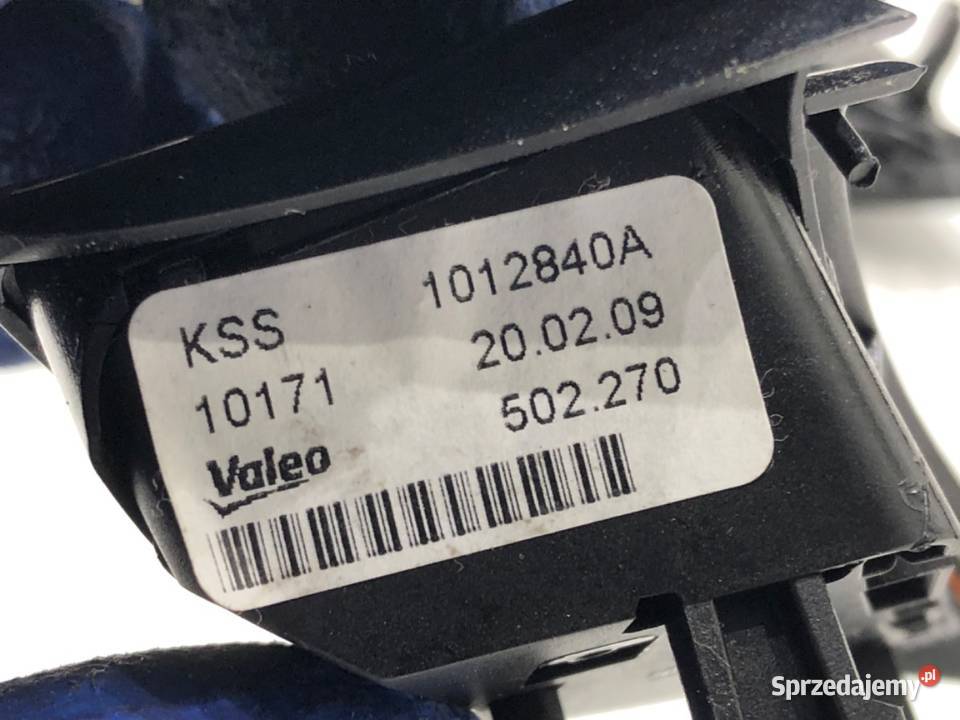 KSS 1012840A
10171 20.02.09
Valeo 502.270
Sprzedajemy.pl